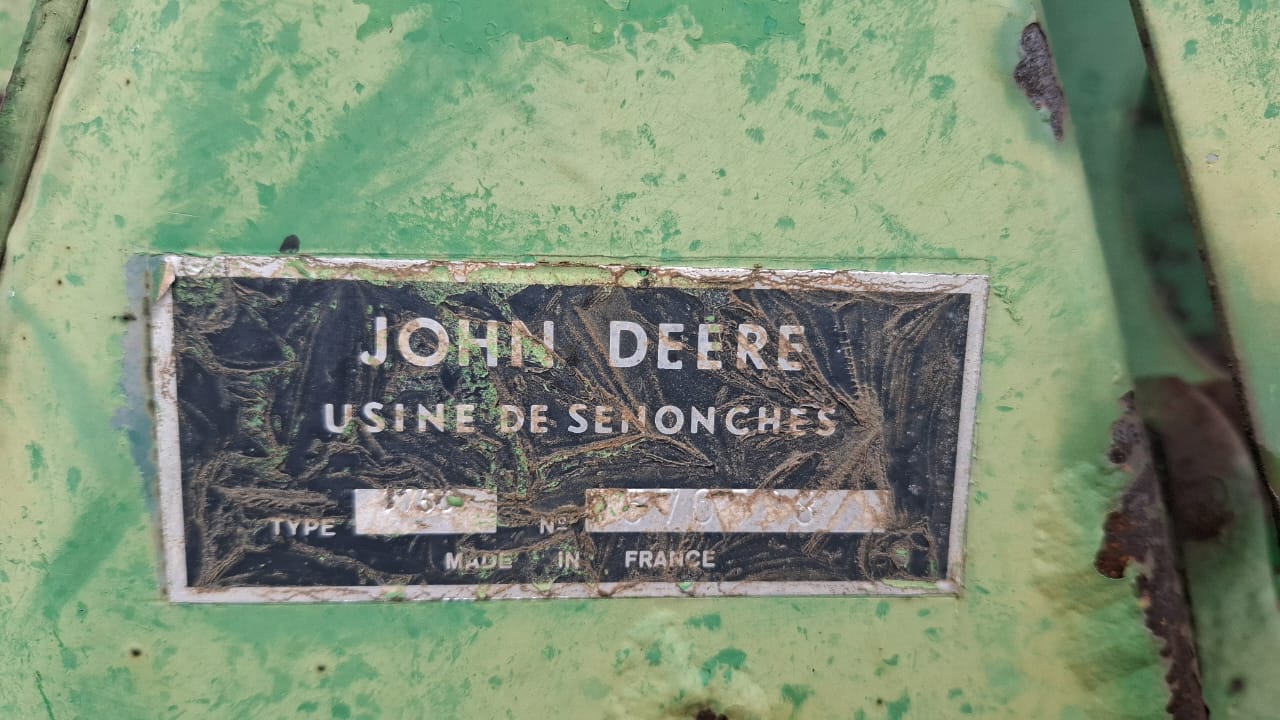 JOHN DEERE
USINE DE SENONCHES
TYPE Nº
MADE IN FRANCE